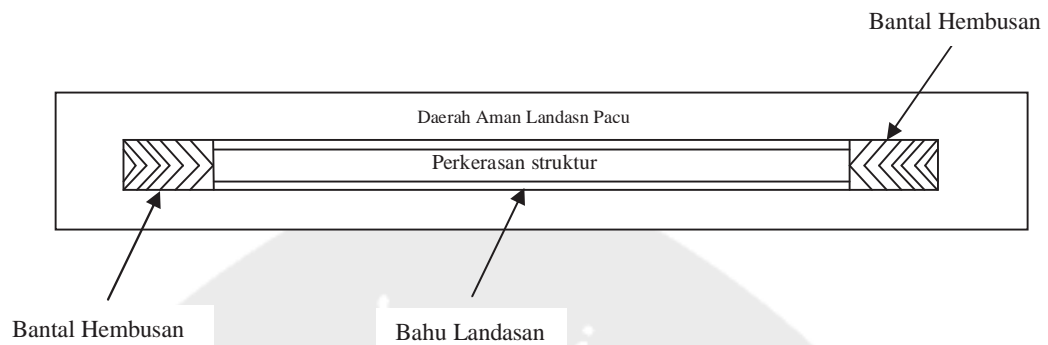 Bantal Hembusan
Daerah Aman Landasn Pacu
Perkerasan struktur
Bantal Hembusan
Bahu Landasan